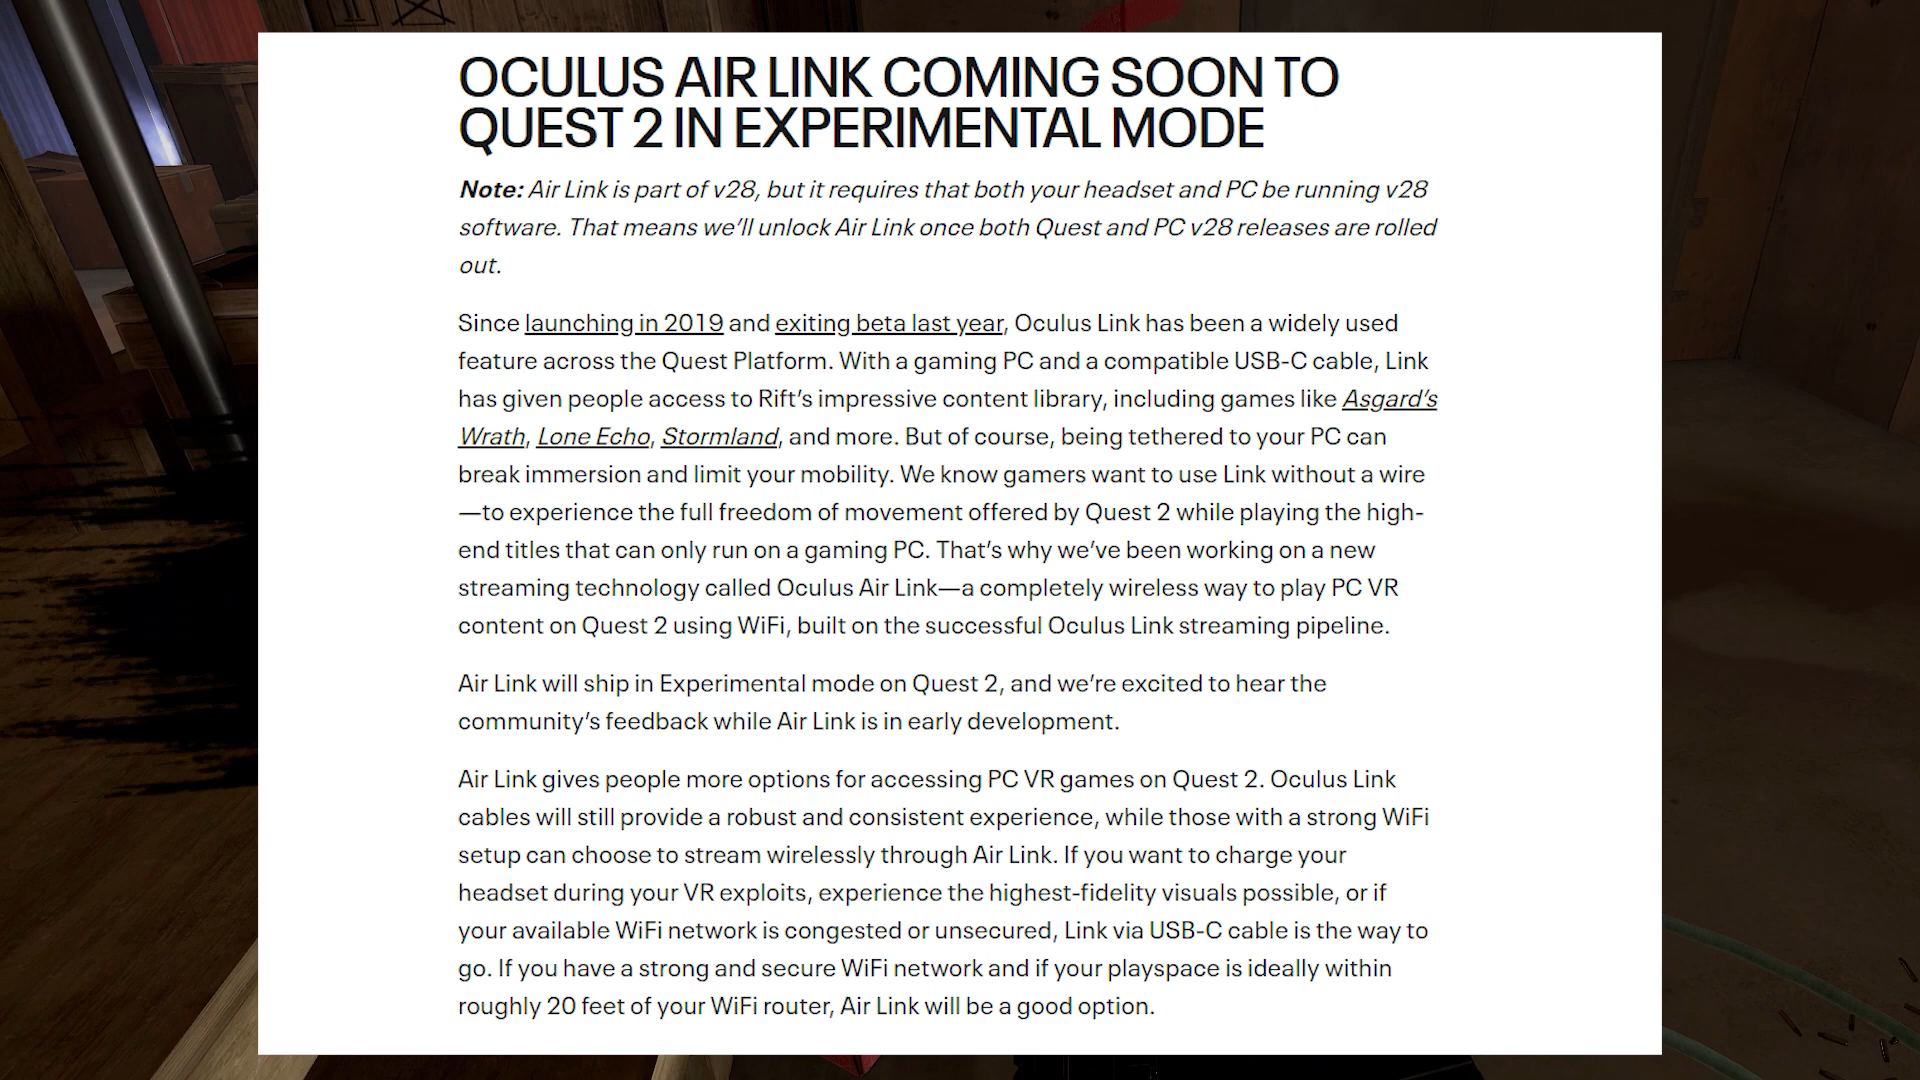 OCULUS AIR LINK COMING SOON TO
QUEST 2 IN EXPERIMENTAL MODE
Note: Air Link is part of v28, but it requires that both your headset and PC be running v28
software. That means we’ll unlock Air Link once both Quest and PC v28 releases are rolled
out.
Since launching in 2019 and exiting beta last year, Oculus Link has been a widely used
feature across the Quest Platform. With a gaming PC and a compatible USB-C cable, Link
has given people access to Rift’s impressive content library, including games like Asgard’s
Wrath, Lone Echo, Stormland, and more. But of course, being tethered to your PC can
break immersion and limit your mobility. We know gamers want to use Link without a wire
—to experience the full freedom of movement offered by Quest 2 while playing the high-
end titles that can only run on a gaming PC. That’s why we’ve been working on a new
streaming technology called Oculus Air Link—a completely wireless way to play PC VR
content on Quest 2 using WiFi, built on the successful Oculus Link streaming pipeline.
Air Link will ship in Experimental mode on Quest 2, and we’re excited to hear the
community’s feedback while Air Link is in early development.
Air Link gives people more options for accessing PC VR games on Quest 2. Oculus Link
cables will still provide a robust and consistent experience, while those with a strong WiFi
setup can choose to stream wirelessly through Air Link. If you want to charge your
headset during your VR exploits, experience the highest-fidelity visuals possible, or if
your available WiFi network is congested or unsecured, Link via USB-C cable is the way to
go. If you have a strong and secure WiFi network and if your playspace is ideally within
roughly 20 feet of your WiFi router, Air Link will be a good option.